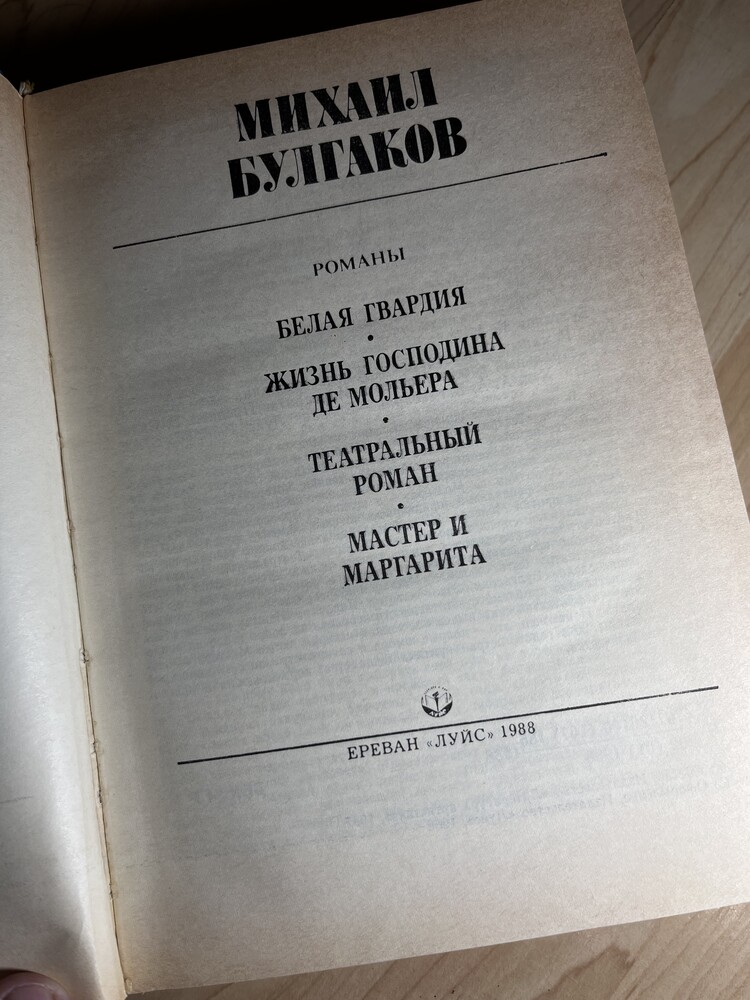 МИХАИЛ
БУЛГАКОВ
РОМАНЫ
БЕЛАЯ ГВАРДИЯ
•
ЖИЗНЬ ГОСПОДИНА
ДЕ МОЛЬЕРА
•
ТЕАТРАЛЬНЫЙ
РОМАН
•
МАСТЕР И
МАРГАРИТА
ЕРЕВАН «ЛУЙС» 1988